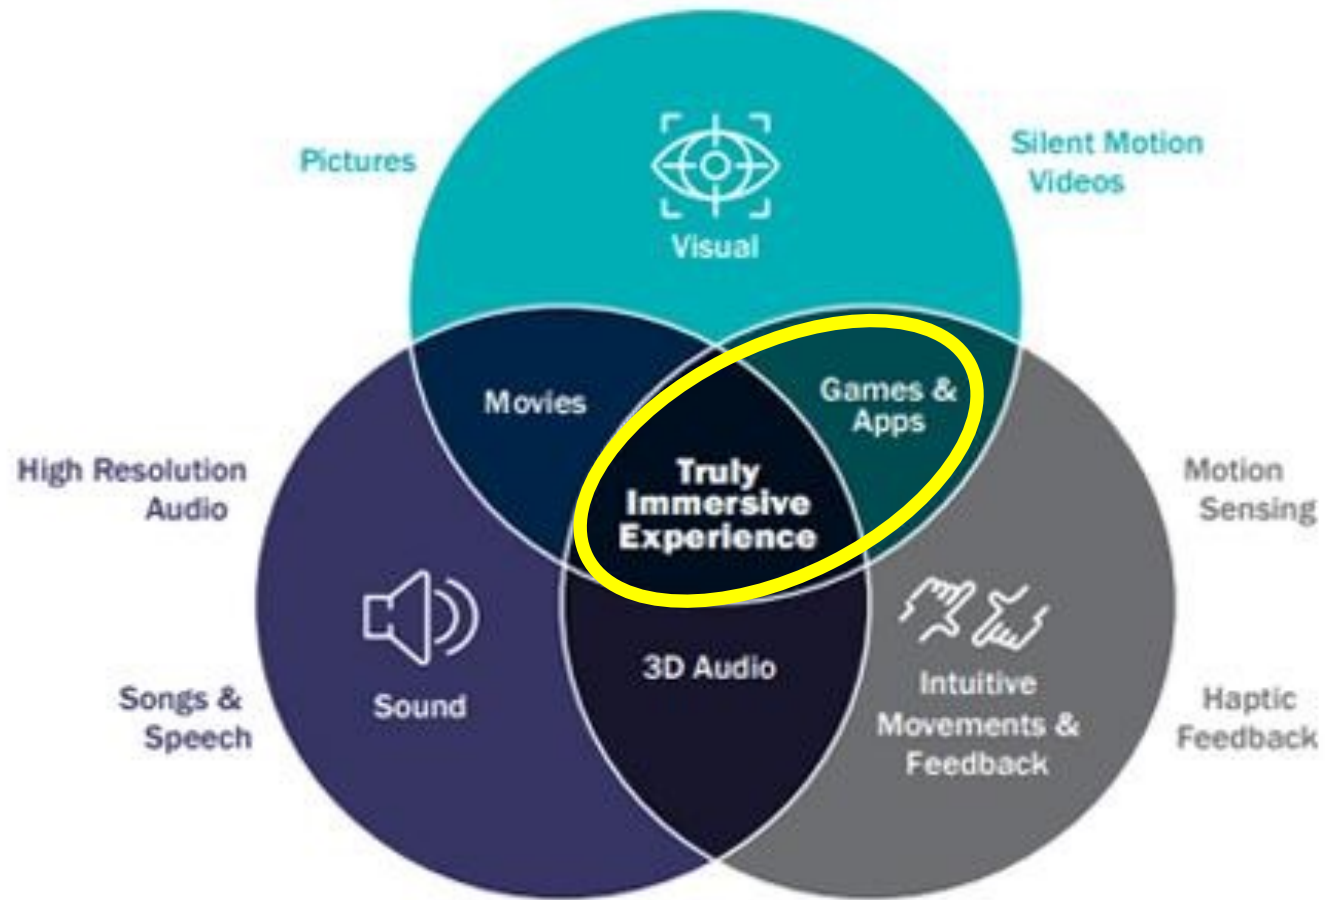 Pictures
Silent Motion
Videos
Visual
Movies
Games &
Apps
Truly
Immersive
Experience
High Resolution
Audio
Motion
Sensing
3D Audio
Songs &
Speech
Sound
Intuitive
Movements &
Feedback
Haptic
Feedback